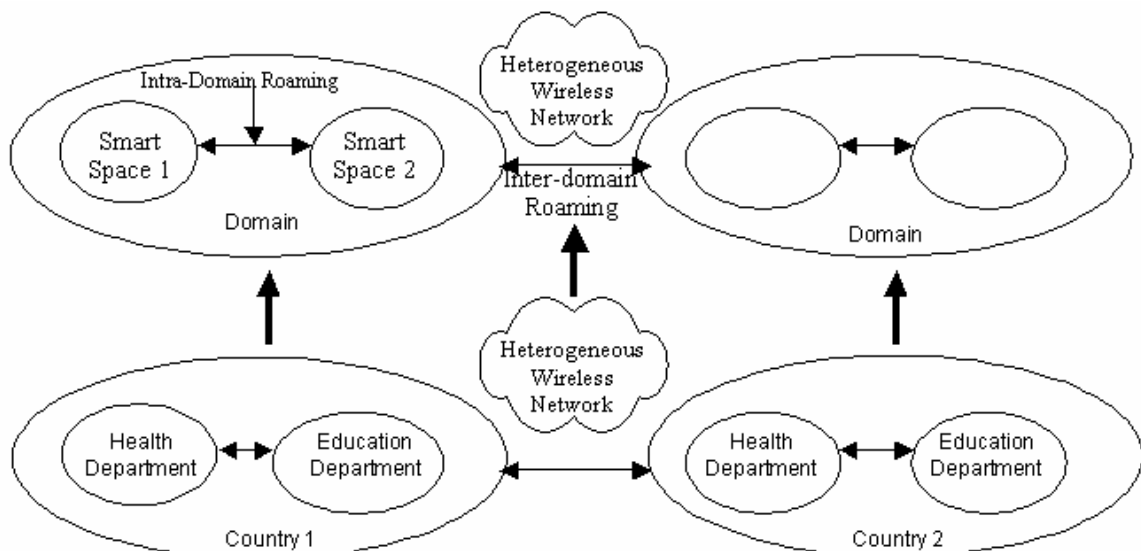 Heterogeneous
Wireless
Network
Intra-Domain Roaming
Smart
Space 1
Smart
Space 2
Domain
Inter-domain
Roaming
Domain
Heterogeneous
Wireless
Network
Health
Department
Education
Department
Country 1
Health
Department
Education
Department
Country 2